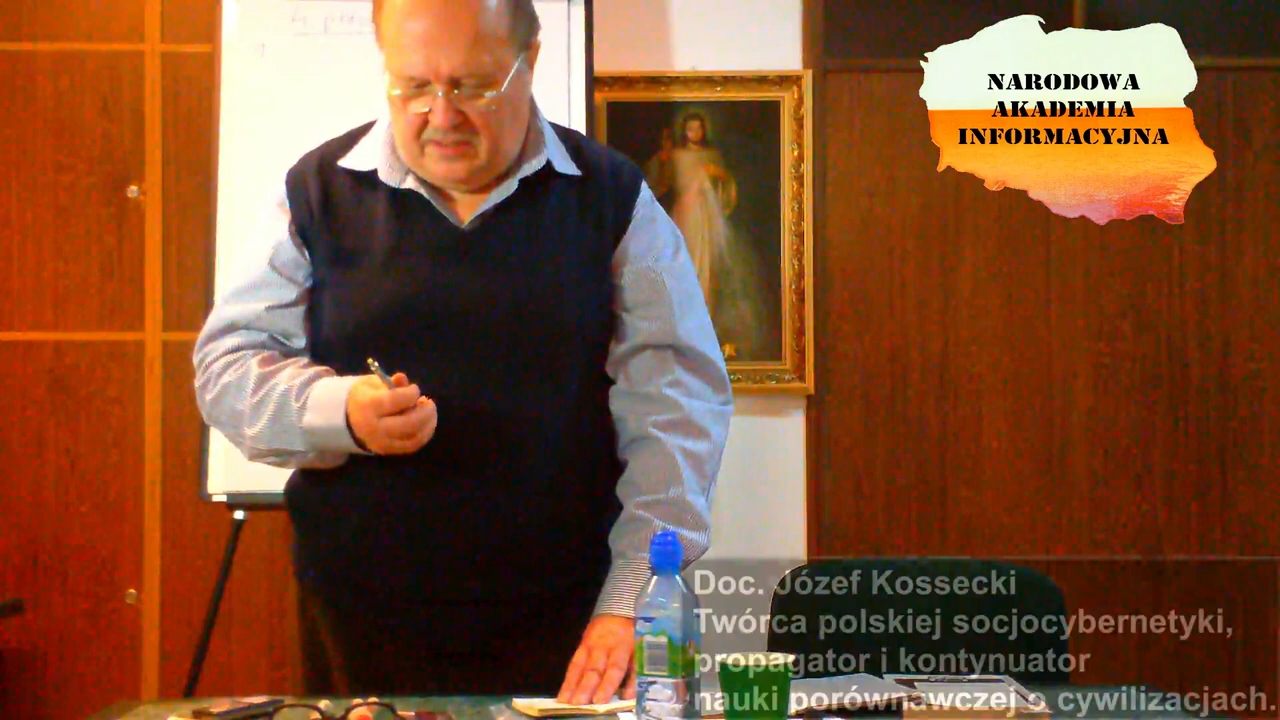 NARODOWA
AKADEMIA
INFORMACYJNA
Doc. Józef Kossecki
Twórca polskiej socjocybernetyki,
propagator i kontynuator
nauki porównawczej o cywilizacjach.